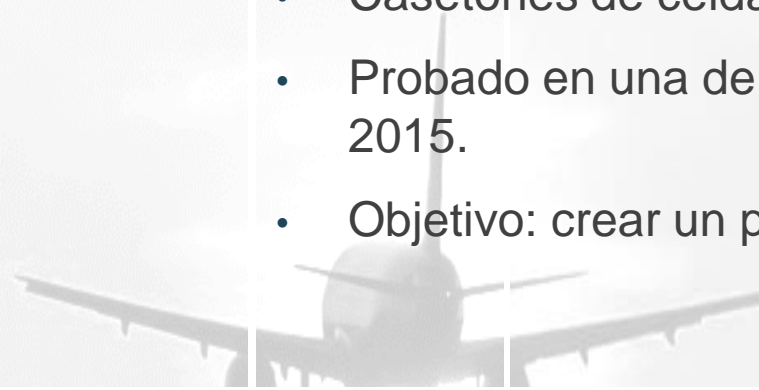 • Casetones de celda
• Probado en una de
2015.
• Objetivo: crear un p